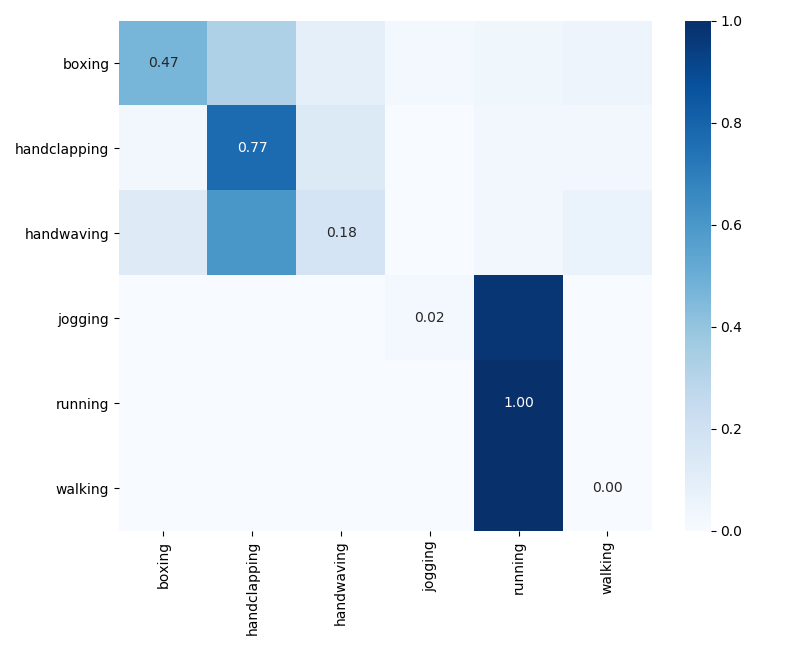 boxing
handclapping
handwaving
jogging
running
walking
0.47
0.77
0.18
0.02
1.00
0.00
boxing
handclapping
handwaving
jogging
running
walking
1.0
0.8
0.6
0.4
0.2
0.0